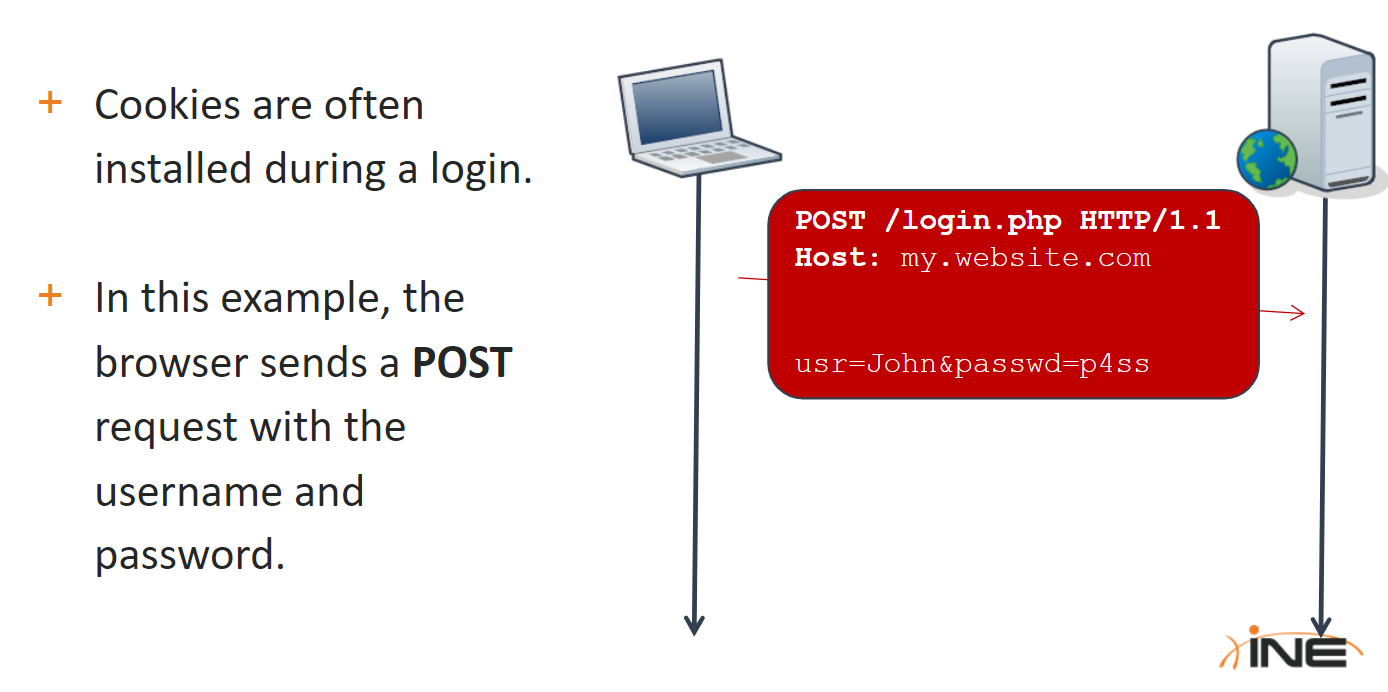 + Cookies are often
installed during a login.
+ In this example, the
browser sends a POST
request with the
username and
password.
POST /login.php HTTP/1.1
Host: my.website.com
usr=John&passwd=p4ss
INE